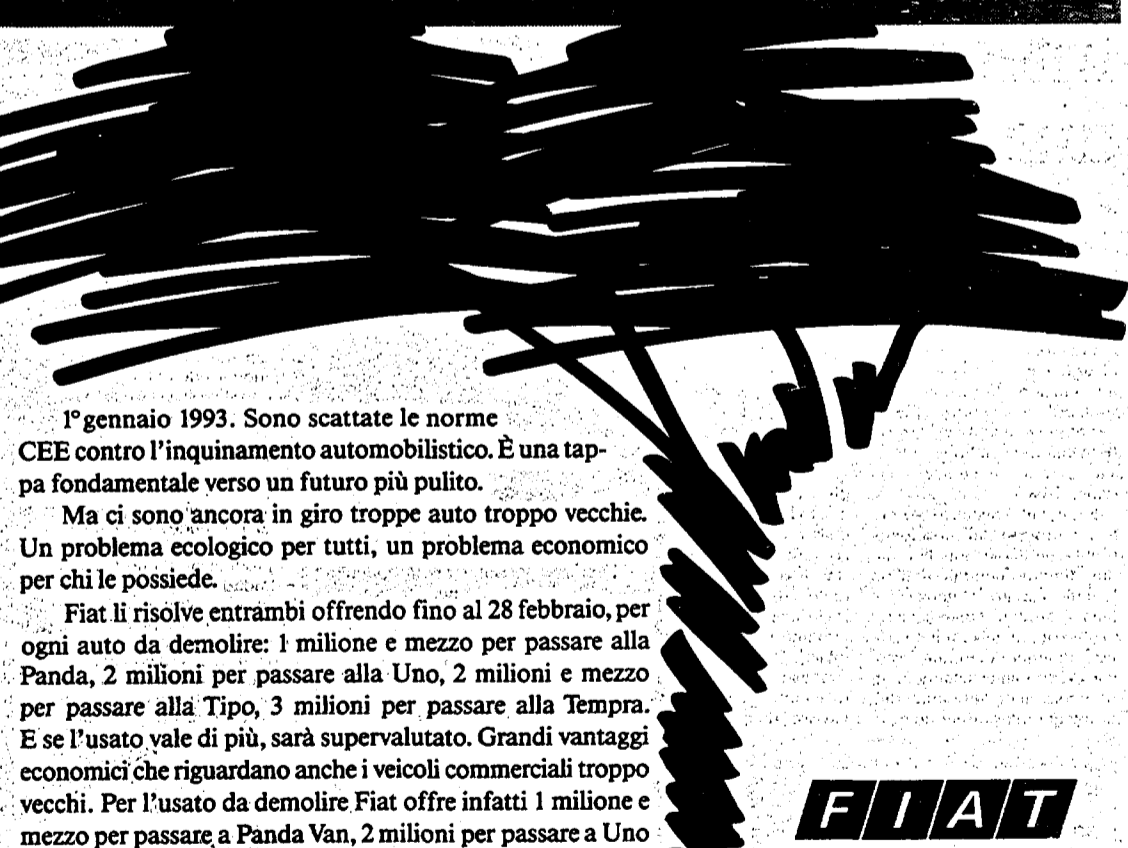 1° gennaio 1993. Sono scattate le norme
CEE contro l'inquinamento automobilistico. È una tap-
pa fondamentale verso un futuro più pulito.
Ma ci sono ancora in giro troppe auto troppo vecchie.
Un problema ecologico per tutti, un problema economico
per chi le possiede.
Fiat li risolve entrambi offrendo fino al 28 febbraio, per
ogni auto da demolire: 1 milione e mezzo per passare alla
Panda, 2 milioni per passare alla Uno, 2 milioni e mezzo
per passare alla Tipo, 3 milioni per passare alla Tempra.
E se l'usato vale di più, sarà supervalutato. Grandi vantaggi
economici che riguardano anche i veicoli commerciali troppo
vecchi. Per l'usato da demolire Fiat offre infatti 1 milione e
mezzo per passare a Panda Van, 2 milioni per passare a Uno
FIAT